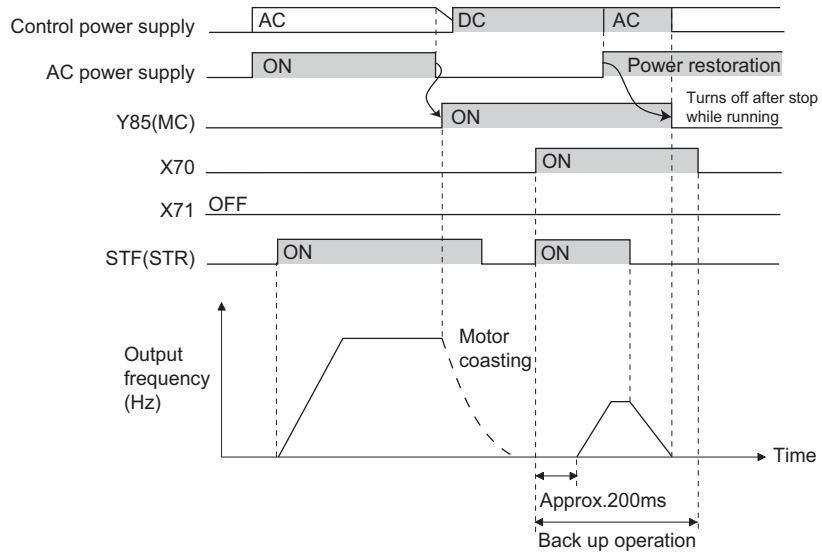 Control power supply
AC
DC
AC
AC power supply
ON
Power restoration
Turns off after stop
while running
Y85(MC)
ON
X70
ON
X71
OFF
STF(STR)
ON
ON
Output
frequency
(Hz)
Motor
coasting
Time
Approx.200ms
Back up operation